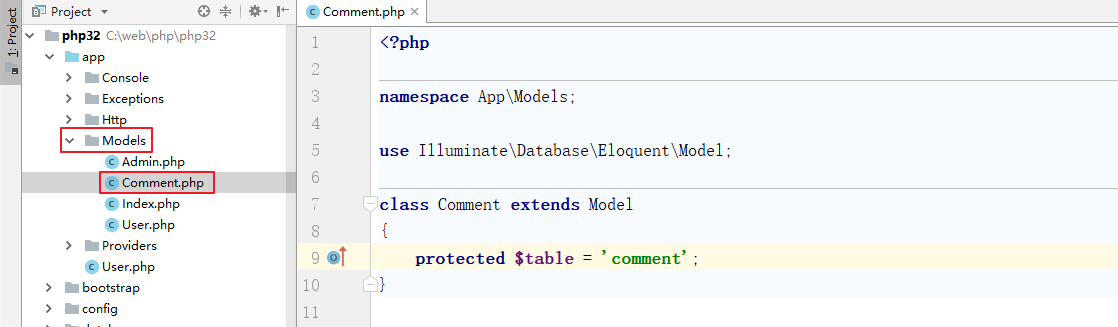 1: Project
Project
php32 C:\web\php\php32
app
Console
Exceptions
Http
Models
Admin.php
Comment.php
Index.php
User.php
Providers
User.php
bootstrap
config
Comment.php
1 <?php
2
3 namespace App\Models;
4
5 use Illuminate\Database\Eloquent\Model;
6
7 class Comment extends Model
8 {
9 protected $table = 'comment';
10 }
11